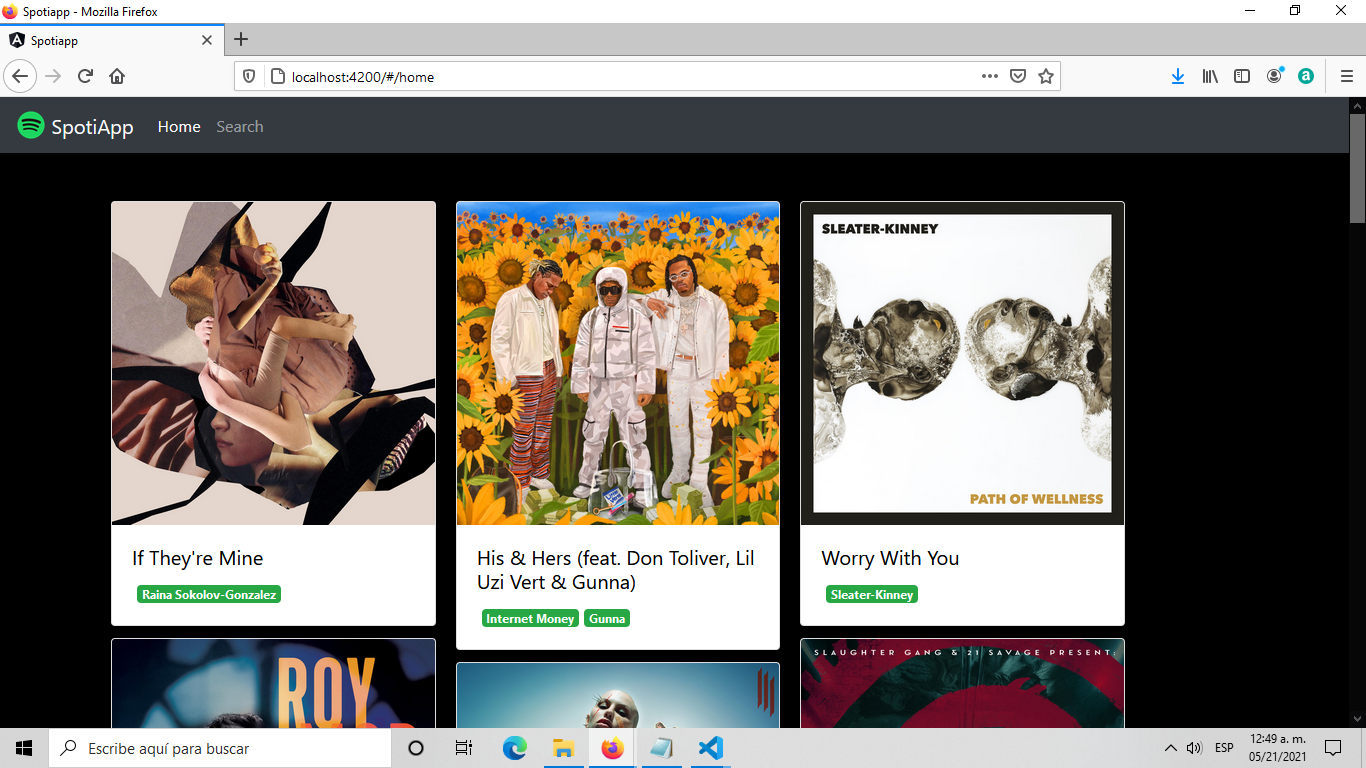 Spotiapp - Mozilla Firefox
Spotiapp
localhost:4200/#/home
SpotiApp
Home
Search
SLEATER-KINNEY
PATH OF WELLNESS
If They're Mine
Raina Sokolov-Gonzalez
His & Hers (feat. Don Toliver, Lil
Uzi Vert & Gunna)
Internet Money
Gunna
Worry With You
Sleater-Kinney
ROY
SLAUGHTER GANG & 21 SAVAGE PRESENT:
Escribe aquí para buscar
ESP
12:49 a. m.
05/21/2021